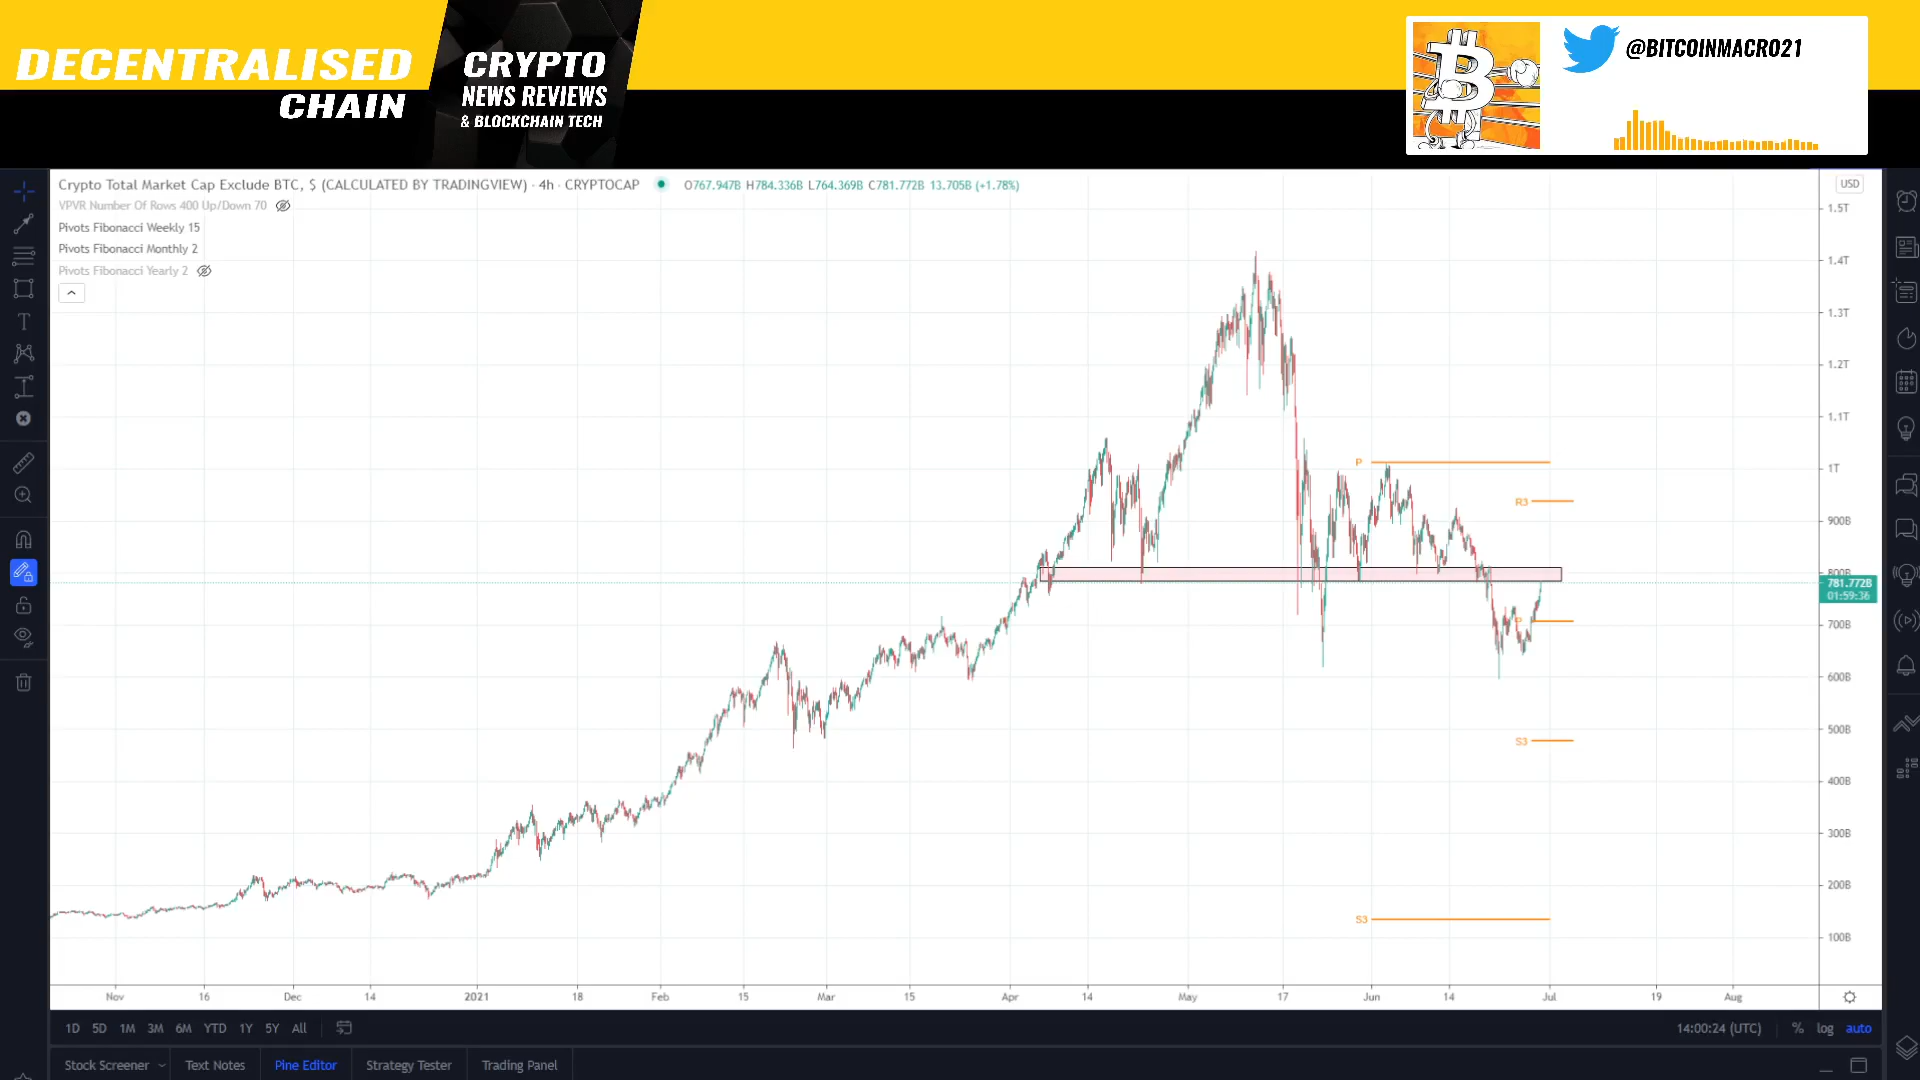 DECENTRALISED
CHAIN
CRYPTO
NEWS REVIEWS
& BLOCKCHAIN TECH
@BITCOINMACRO21
Crypto Total Market Cap Exclude BTC, $ (CALCULATED BY TRADINGVIEW) · 4h · CRYPTOCAP O767.947B H784.336B L764.369B C781.772B 13.705B (+1.78%)
VPVR Number Of Rows 400 Up/Down 70
Pivots Fibonacci Weekly 15
Pivots Fibonacci Monthly 2
Pivots Fibonacci Yearly 2
USD
1.5T
1.4T
1.3T
1.2T
1.1T
P
1T
R3
900B
800B
781.772B
01:59:36
P
700B
600B
S3
500B
400B
300B
200B
S3
100B
Nov 16 Dec 14 2021 18 Feb 15 Mar 15 Apr 14 May 17 Jun 14 Jul 19 Aug
1D 5D 1M 3M 6M YTD 1Y 5Y All 14:00:24 (UTC) % log auto
Stock Screener Text Notes Pine Editor Strategy Tester Trading Panel